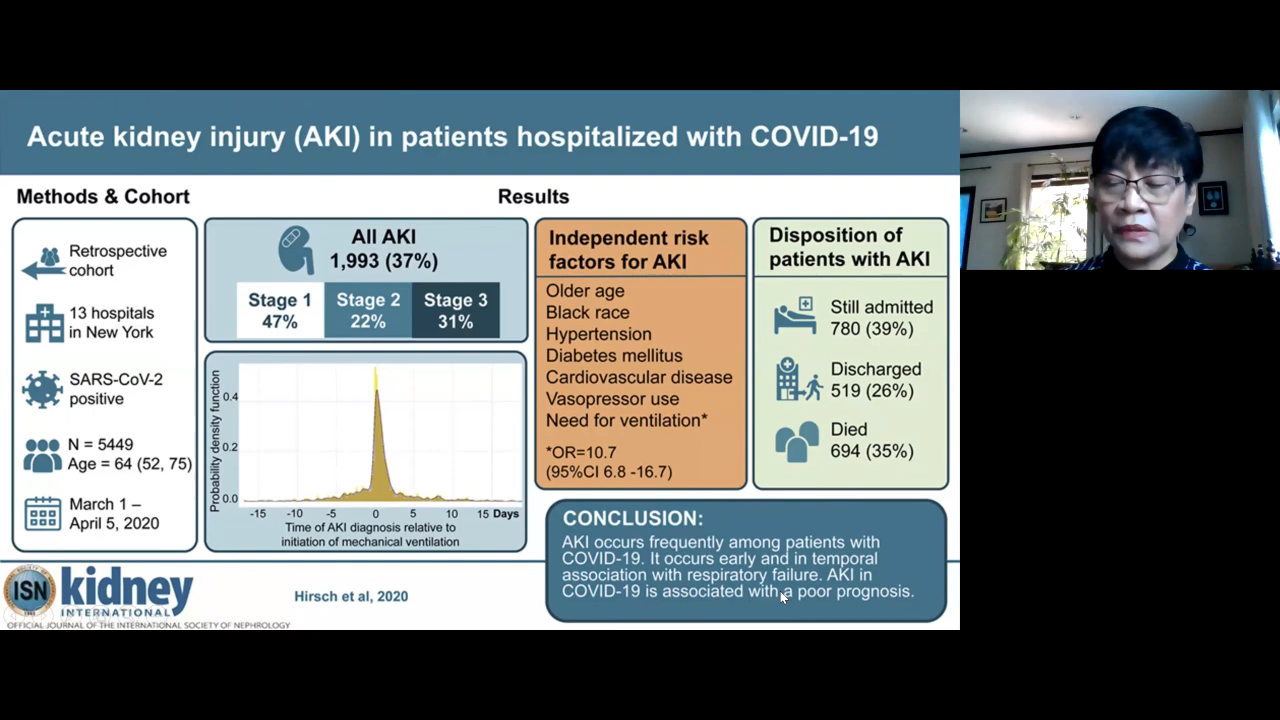 Acute kidney injury (AKI) in patients hospitalized with COVID-19
Methods & Cohort
Retrospective
cohort
13 hospitals
in New York
SARS-CoV-2
positive
N = 5449
Age = 64 (52, 75)
March 1 –
April 5, 2020
Results
All AKI
1,993 (37%)
Stage 1
47%
Stage 2
22%
Stage 3
31%
Probability density function
0.4
0.2
0.0
-15 -10 -5 0 5 10 15 Days
Time of AKI diagnosis relative to
initiation of mechanical ventilation
Independent risk
factors for AKI
Older age
Black race
Hypertension
Diabetes mellitus
Cardiovascular disease
Vasopressor use
Need for ventilation*
*OR=10.7
(95%CI 6.8 -16.7)
Disposition of
patients with AKI
Still admitted
780 (39%)
Discharged
519 (26%)
Died
694 (35%)
CONCLUSION:
AKI occurs frequently among patients with
COVID-19. It occurs early and in temporal
association with respiratory failure. AKI in
COVID-19 is associated with a poor prognosis.
ISN
kidney
INTERNATIONAL
OFFICIAL JOURNAL OF THE INTERNATIONAL SOCIETY OF NEPHROLOGY
Hirsch et al, 2020